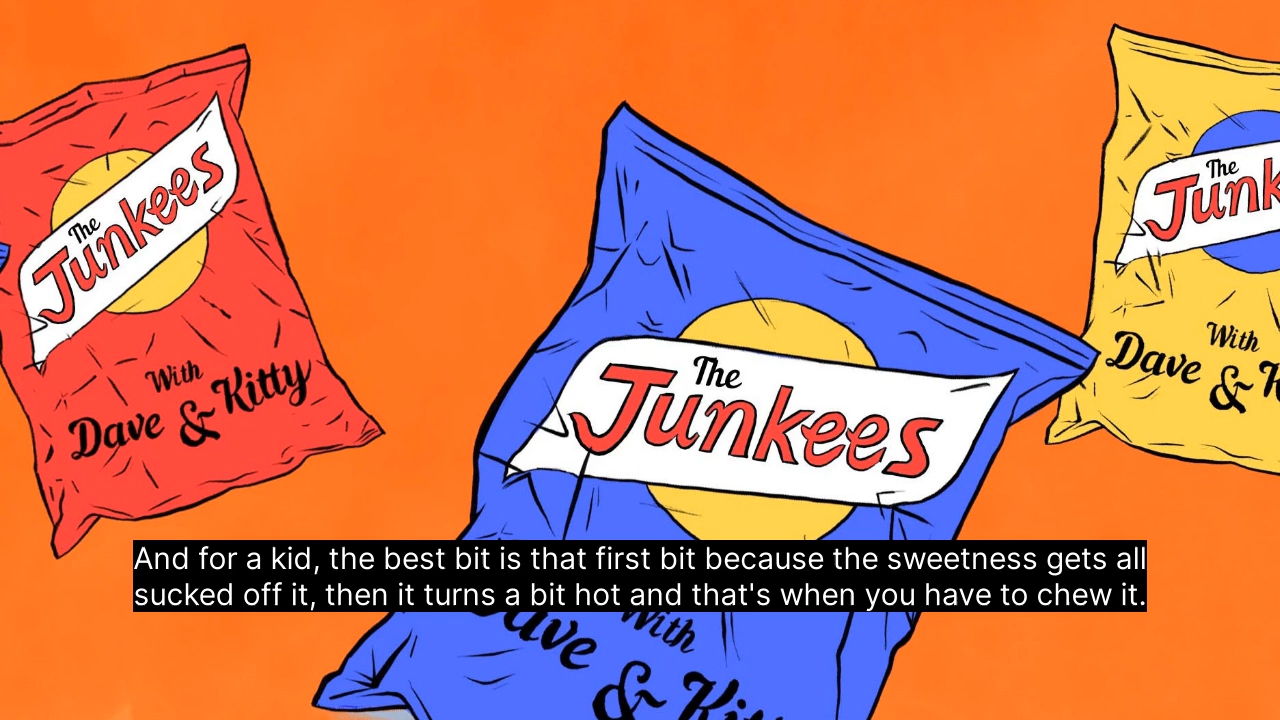 The
Junkees
With
Dave & Kitty
The
Junkees
With
Dave
& 
The
With
Dave
&
And for a kid, the best bit is that first bit because the sweetness gets all
sucked off it, then it turns a bit hot and that's when you have to chew it.